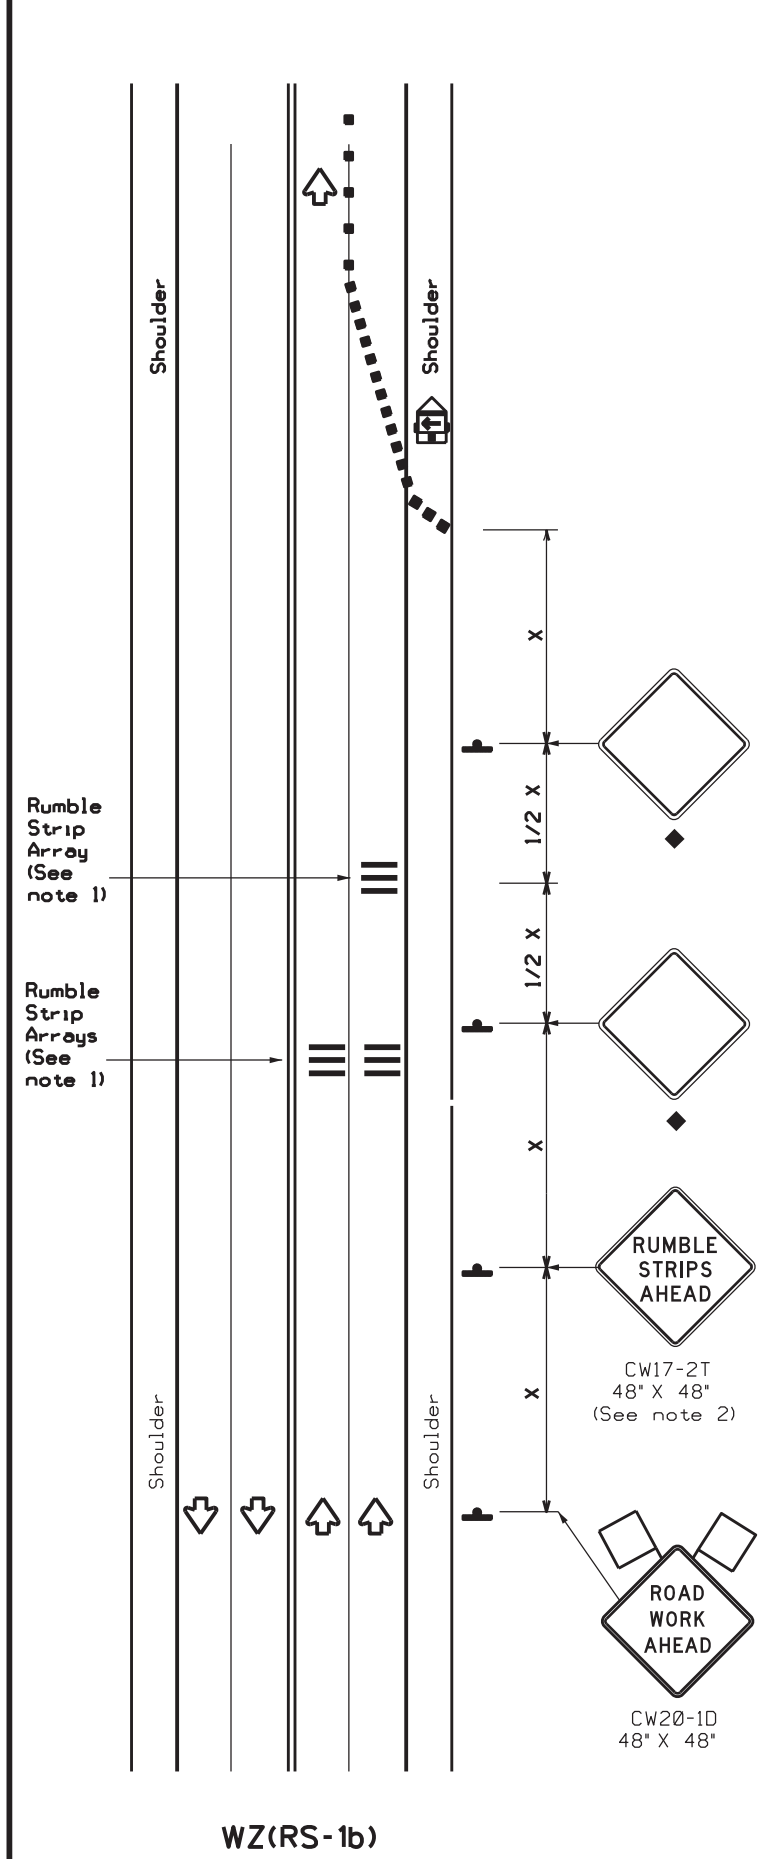 Shoulder
Shoulder
X
1/2 X
Rumble
Strip
Array
(See
note 1)
1/2 X
Rumble
Strip
Arrays
(See
note 1)
X
RUMBLE
STRIPS
AHEAD
CW17-2T
48" X 48"
(See note 2)
X
Shoulder
Shoulder
ROAD
WORK
AHEAD
CW20-1D
48" X 48"
WZ(RS-1b)